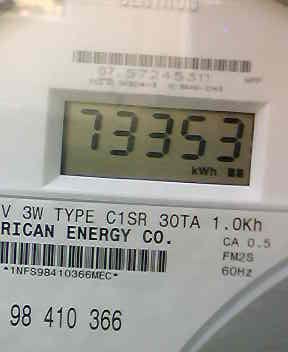 73353
kWh
V 3W TYPE C1SR 30TA 1.0Kh
RICAN ENERGY CO.
CA 0.5
FM2S
60Hz
*1NFS98410366MEC*
98 410 366